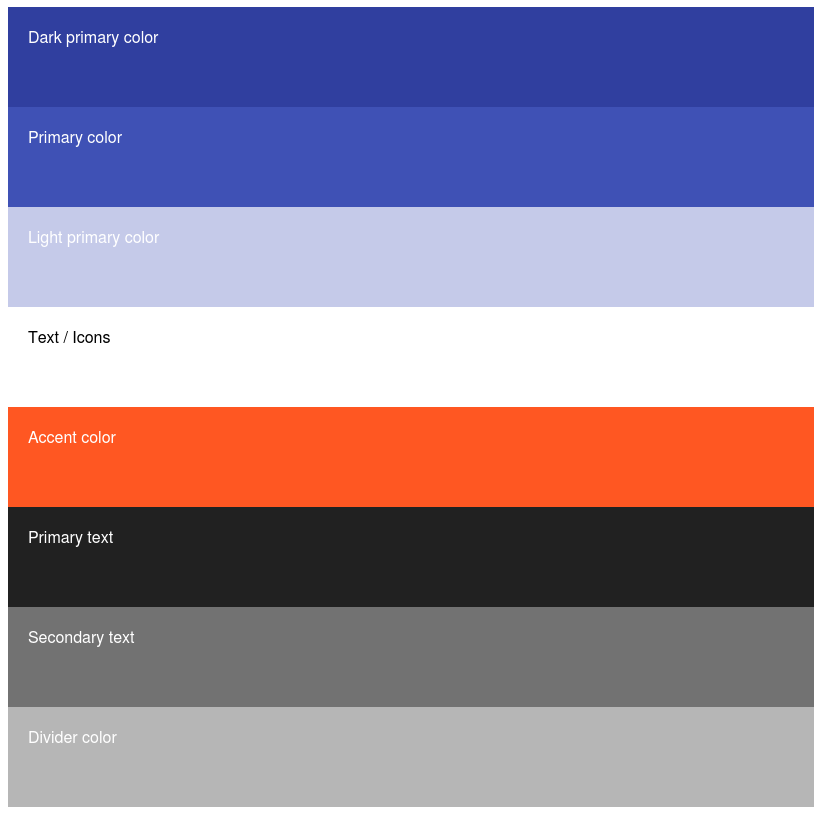 Dark primary color
Primary color
Light primary color
Text / Icons
Accent color
Primary text
Secondary text
Divider color